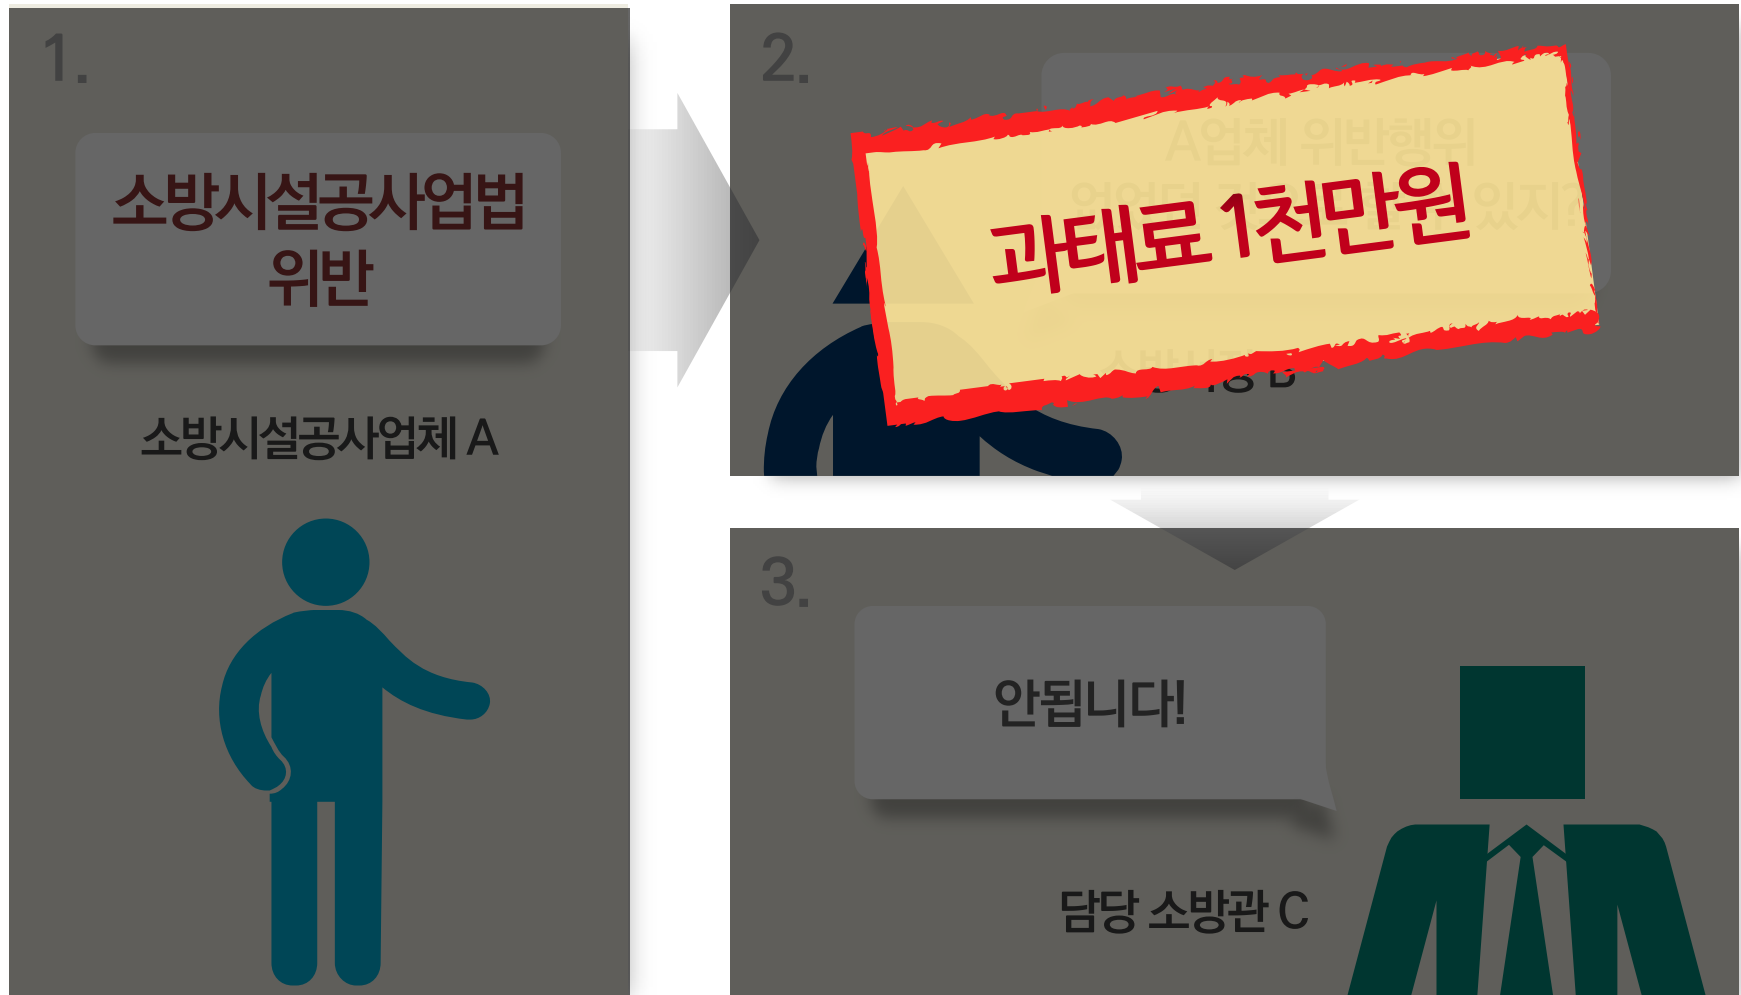 1.
소방시설공사업법
위반
소방시설공사업체 A
2.
A업체 위반행위
있지?
과태료 1천만원
B
3.
안됩니다!
담당 소방관 C